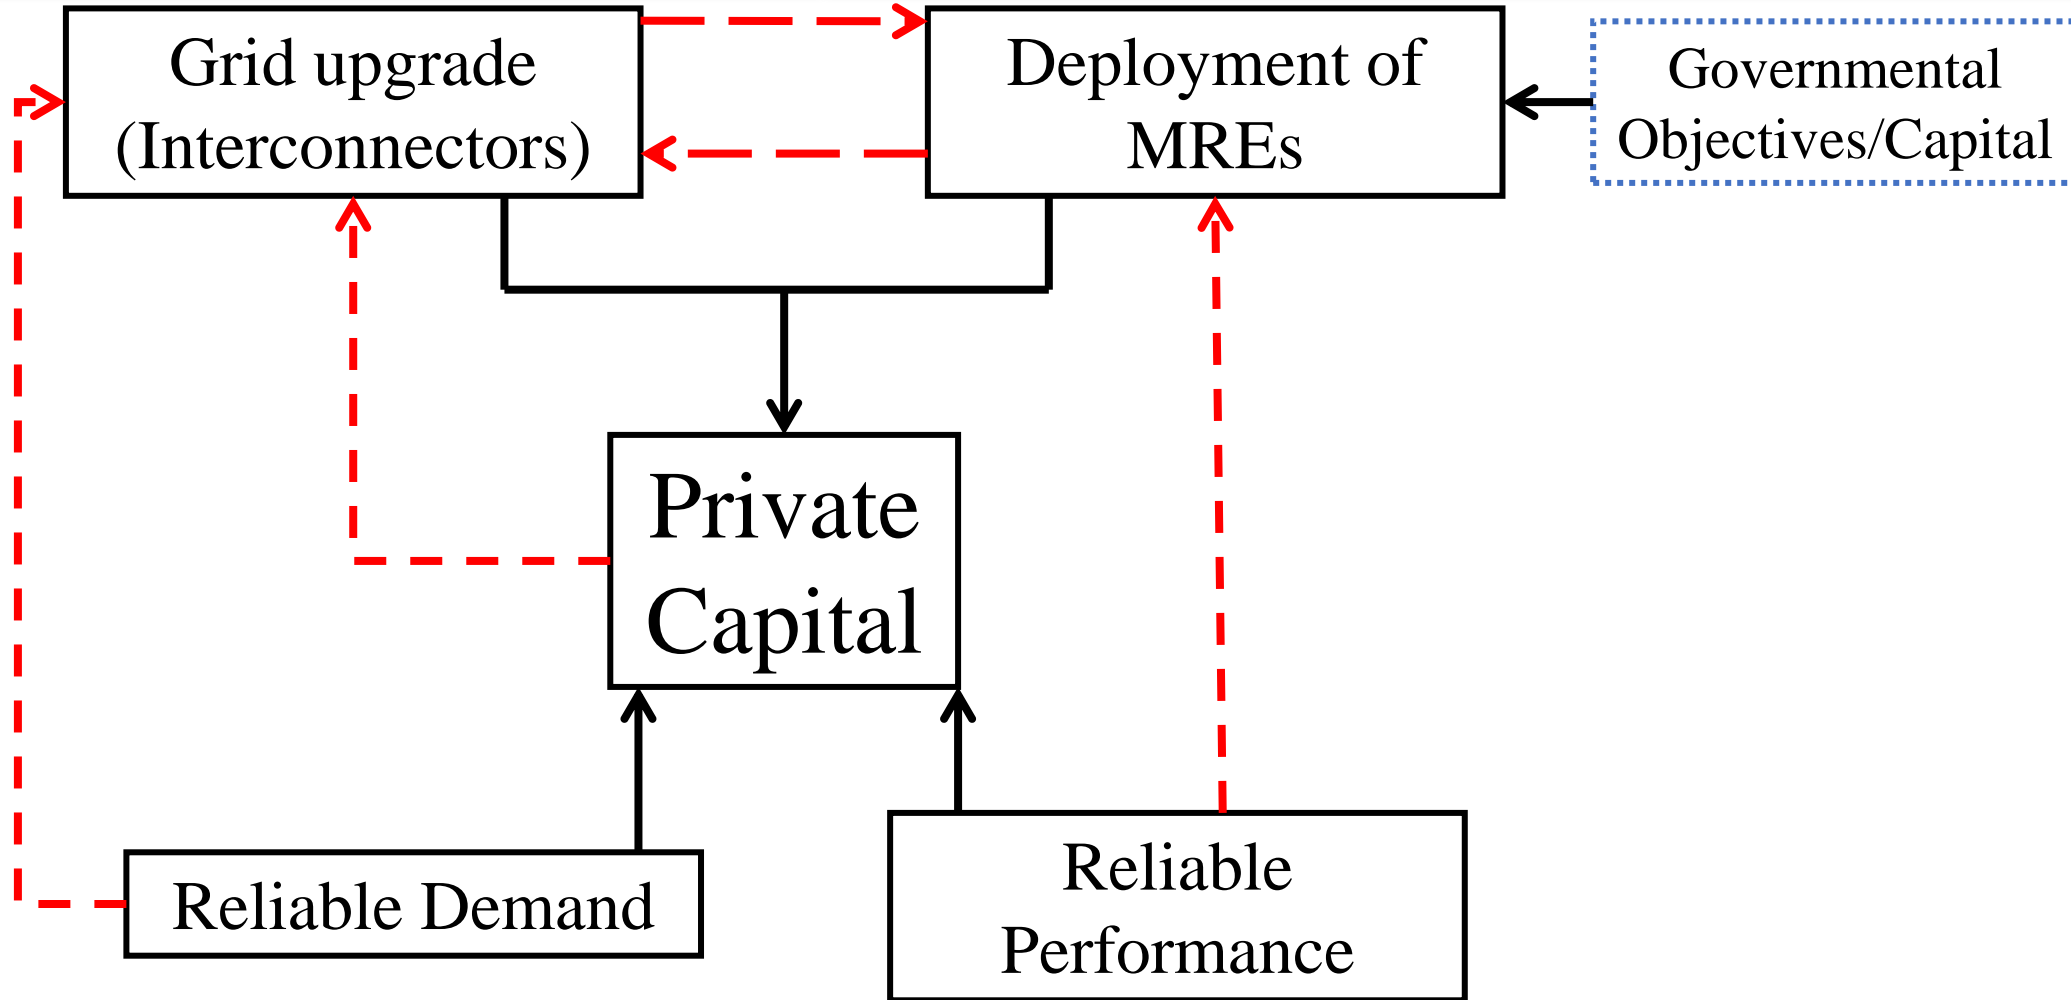 Grid upgrade
(Interconnectors)
Deployment of
MREs
Governmental
Objectives/Capital
Private
Capital
Reliable Demand
Reliable
Performance